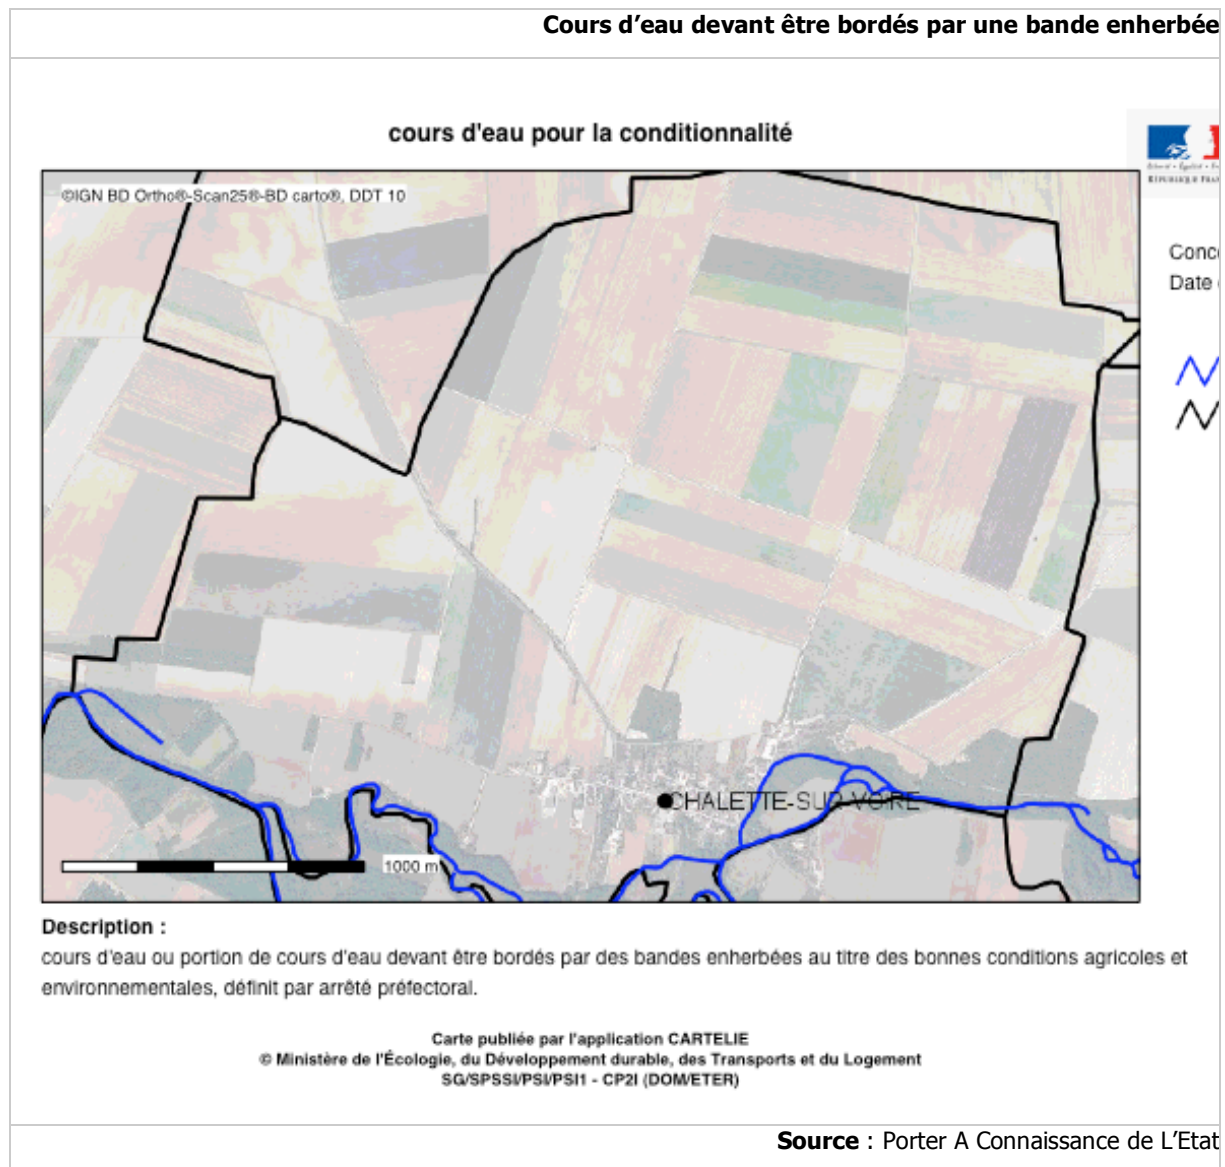 Cours d’eau devant être bordés par une bande enherbée
cours d'eau pour la conditionnalité
©IGN BD Ortho®-Scan25®-BD carto®, DDT 10
RÉPUBLIQUE FRAN
Conc
Date
CHALETTE-SUR-VOIRE
1000 m
Description :
cours d'eau ou portion de cours d'eau devant être bordés par des bandes enherbées au titre des bonnes conditions agricoles et
environnementales, définit par arrêté préfectoral.
Carte publiée par l'application CARTELIE
© Ministère de l'Écologie, du Développement durable, des Transports et du Logement
SG/SPSSI/PSI/PSI1 - CP2I (DOM/ETER)
Source : Porter A Connaissance de L’Etat